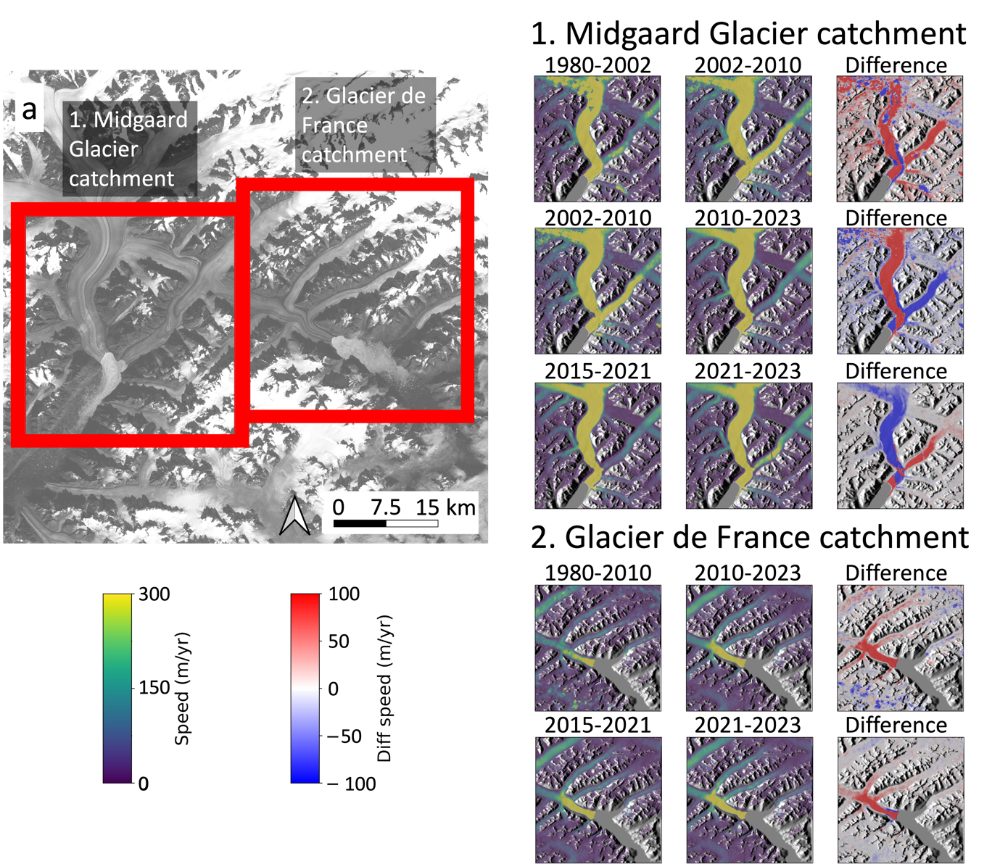 a
1. Midgaard
Glacier
catchment
2. Glacier de
France
catchment
0 7.5 15 km
300
150
0
Speed (m/yr)
100
50
0
−50
− 100
Diff speed (m/yr)
1. Midgaard Glacier catchment
1980-2002 2002-2010 Difference
2002-2010 2010-2023 Difference
2015-2021 2021-2023 Difference
2. Glacier de France catchment
1980-2010 2010-2023 Difference
2015-2021 2021-2023 Difference